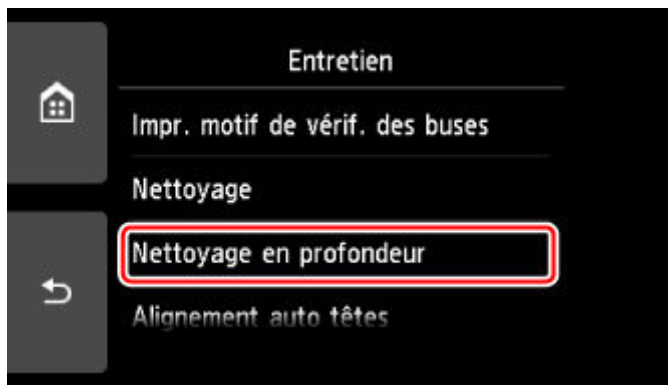 Entretien
Impr. motif de vérif. des buses
Nettoyage
Nettoyage en profondeur
Alignement auto têtes